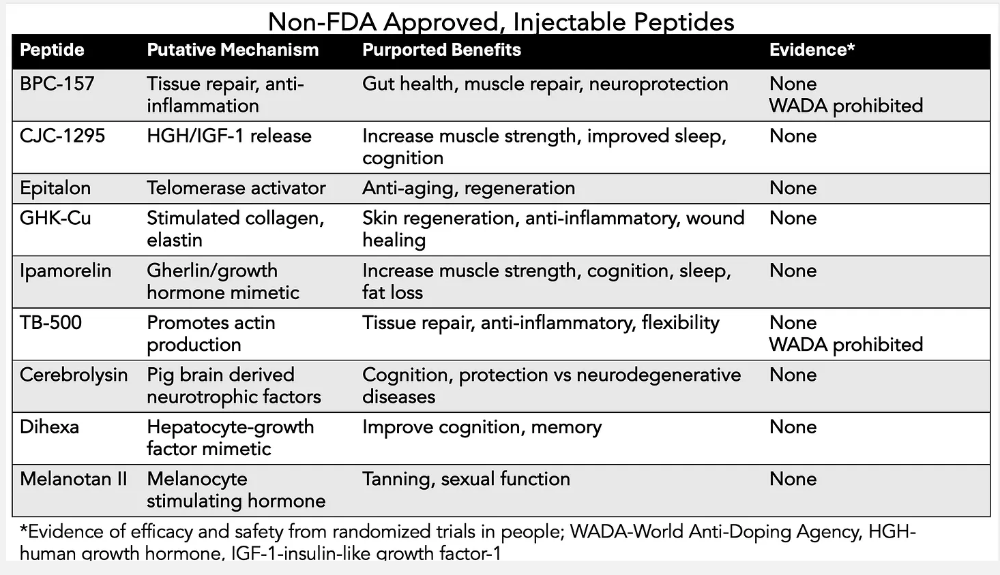 Non-FDA Approved, Injectable Peptides
Peptide Putative Mechanism Purported Benefits Evidence*
BPC-157 Tissue repair, anti- Gut health, muscle repair, neuroprotection None
inflammation WADA prohibited
CJC-1295 HGH/IGF-1 release Increase muscle strength, improved sleep, None
cognition
Epitalon Telomerase activator Anti-aging, regeneration None
GHK-Cu Stimulated collagen, Skin regeneration, anti-inflammatory, wound None
elastin healing
Ipamorelin Gherlin/growth Increase muscle strength, cognition, sleep, None
hormone mimetic fat loss
TB-500 Promotes actin Tissue repair, anti-inflammatory, flexibility None
production WADA prohibited
Cerebrolysin Pig brain derived Cognition, protection vs neurodegenerative None
neurotrophic factors diseases
Dihexa Hepatocyte-growth Improve cognition, memory None
factor mimetic
Melanotan II Melanocyte Tanning, sexual function None
stimulating hormone
*Evidence of efficacy and safety from randomized trials in people; WADA-World Anti-Doping Agency, HGH-
human growth hormone, IGF-1-insulin-like growth factor-1